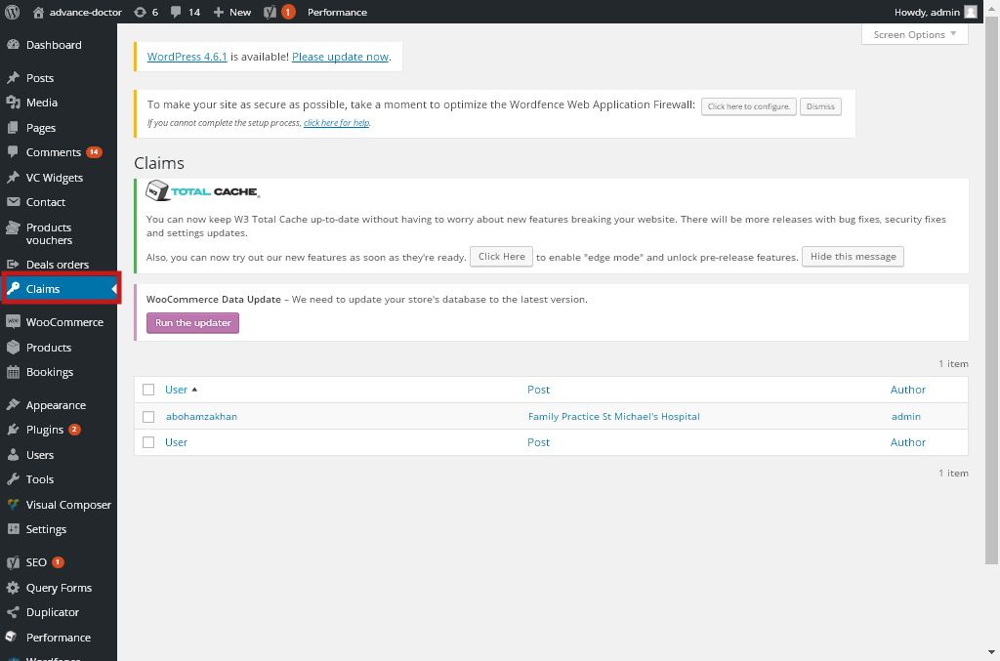 advance-doctor 6 14 New 1 Performance Howdy, admin
Screen Options
Dashboard
Posts
Media
Pages
Comments 14
VC Widgets
Contact
Products
vouchers
Deals orders
Claims
WooCommerce
Products
Bookings
Appearance
Plugins 2
Users
Tools
Visual Composer
Settings
SEO 1
Query Forms
Duplicator
Performance
Wordfence
WordPress 4.6.1 is available! Please update now.
To make your site as secure as possible, take a moment to optimize the Wordfence Web Application Firewall: Click here to configure. Dismiss
If you cannot complete the setup process, click here for help.
Claims
W3 TOTAL CACHE
You can now keep W3 Total Cache up-to-date without having to worry about new features breaking your website. There will be more releases with bug fixes, security fixes
and settings updates.
Also, you can now try out our new features as soon as they're ready. Click Here to enable "edge mode" and unlock pre-release features. Hide this message
WooCommerce Data Update – We need to update your store's database to the latest version.
Run the updater
1 item
User Post Author
abohamzakhan Family Practice St Michael's Hospital admin
User Post Author
1 item